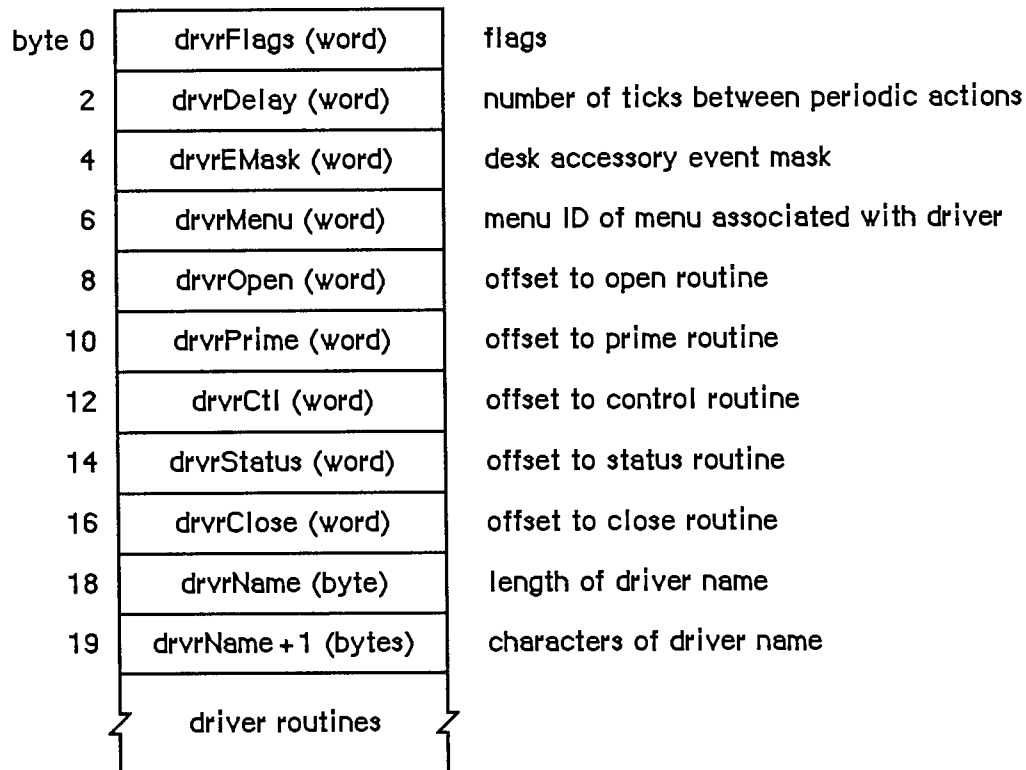 byte 0 drvrFlags (word) flags
2 drvrDelay (word) number of ticks between periodic actions
4 drvrEMask (word) desk accessory event mask
6 drvrMenu (word) menu ID of menu associated with driver
8 drvrOpen (word) offset to open routine
10 drvrPrime (word) offset to prime routine
12 drvrCtl (word) offset to control routine
14 drvrStatus (word) offset to status routine
16 drvrClose (word) offset to close routine
18 drvrName (byte) length of driver name
19 drvrName + 1 (bytes) characters of driver name
driver routines